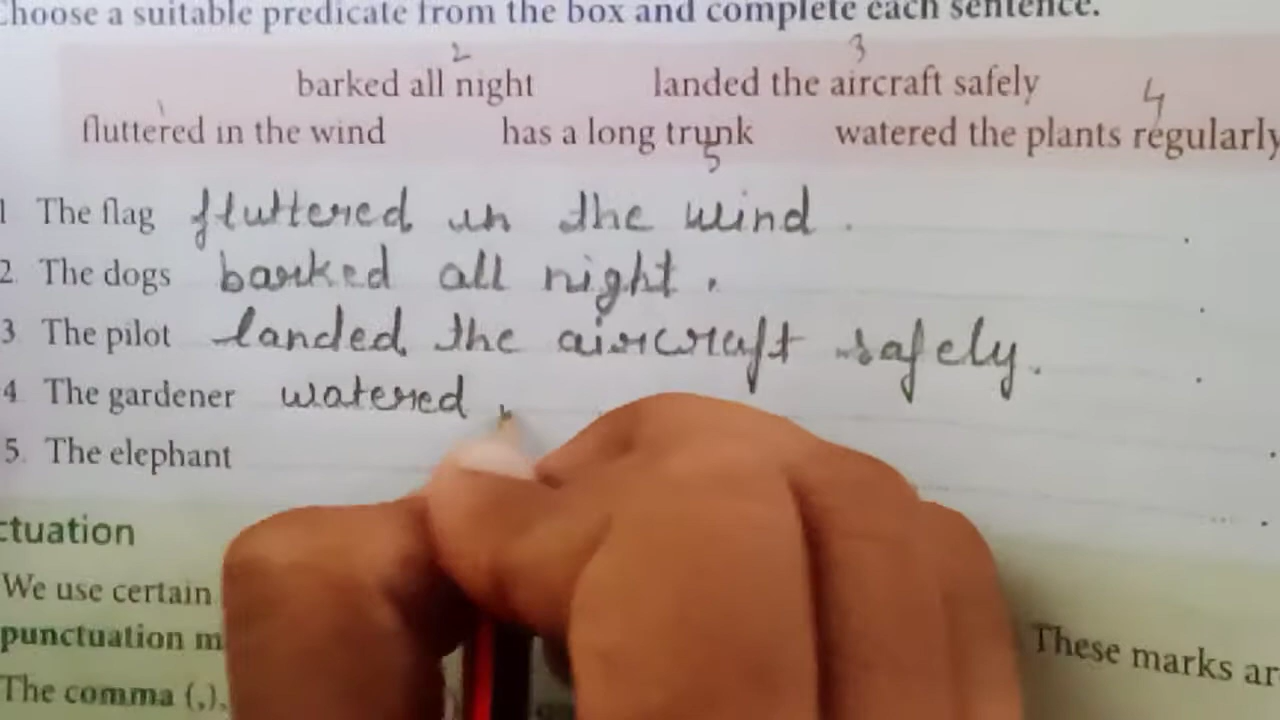 hoose a suitable predicate from the box and complete each sentence.
2 3
barked all night landed the aircraft safely
1 4
fluttered in the wind has a long trunk watered the plants regularly
5
1 The flag fluttered in the wind.
2. The dogs barked all night.
3 The pilot landed the aircraft safely.
4 The gardener watered
5. The elephant
ctuation
We use certain
punctuation m These marks ar
The comma (,),